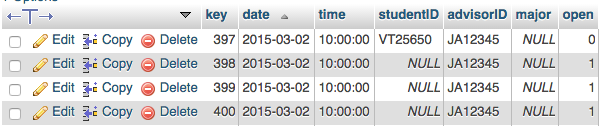 key date time studentID advisorID major open
Edit Copy Delete 397 2015-03-02 10:00:00 VT25650 JA12345 NULL 0
Edit Copy Delete 398 2015-03-02 10:00:00 NULL JA12345 NULL 1
Edit Copy Delete 399 2015-03-02 10:00:00 NULL JA12345 NULL 1
Edit Copy Delete 400 2015-03-02 10:00:00 NULL JA12345 NULL 1